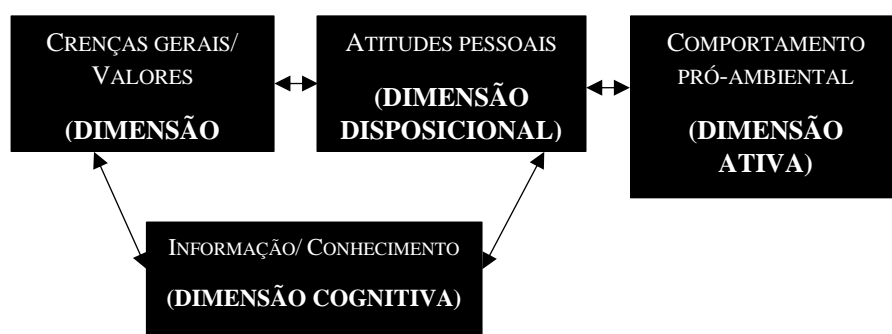 CRENÇAS GERAIS/
VALORES
(DIMENSÃO
ATITUDES PESSOAIS
(DIMENSÃO
DISPOSICIONAL)
COMPORTAMENTO
PRÓ-AMBIENTAL
(DIMENSÃO
ATIVA)
INFORMAÇÃO/ CONHECIMENTO
(DIMENSÃO COGNITIVA)